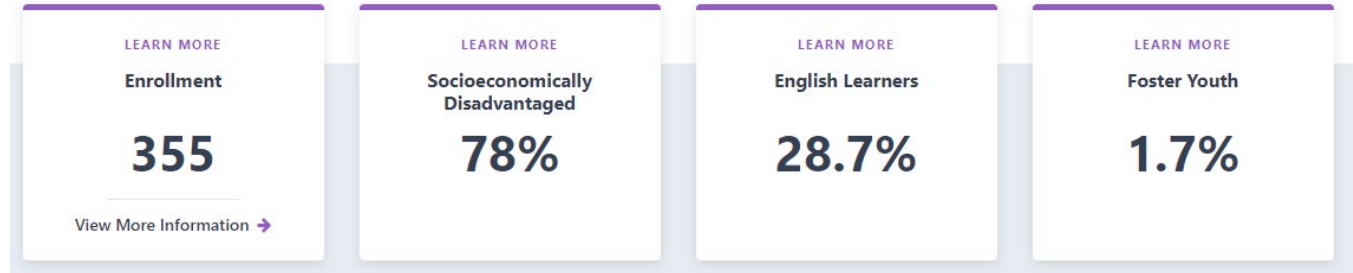 LEARN MORE
Enrollment
355
View More Information
LEARN MORE
Socioeconomically
Disadvantaged
78%
LEARN MORE
English Learners
28.7%
LEARN MORE
Foster Youth
1.7%